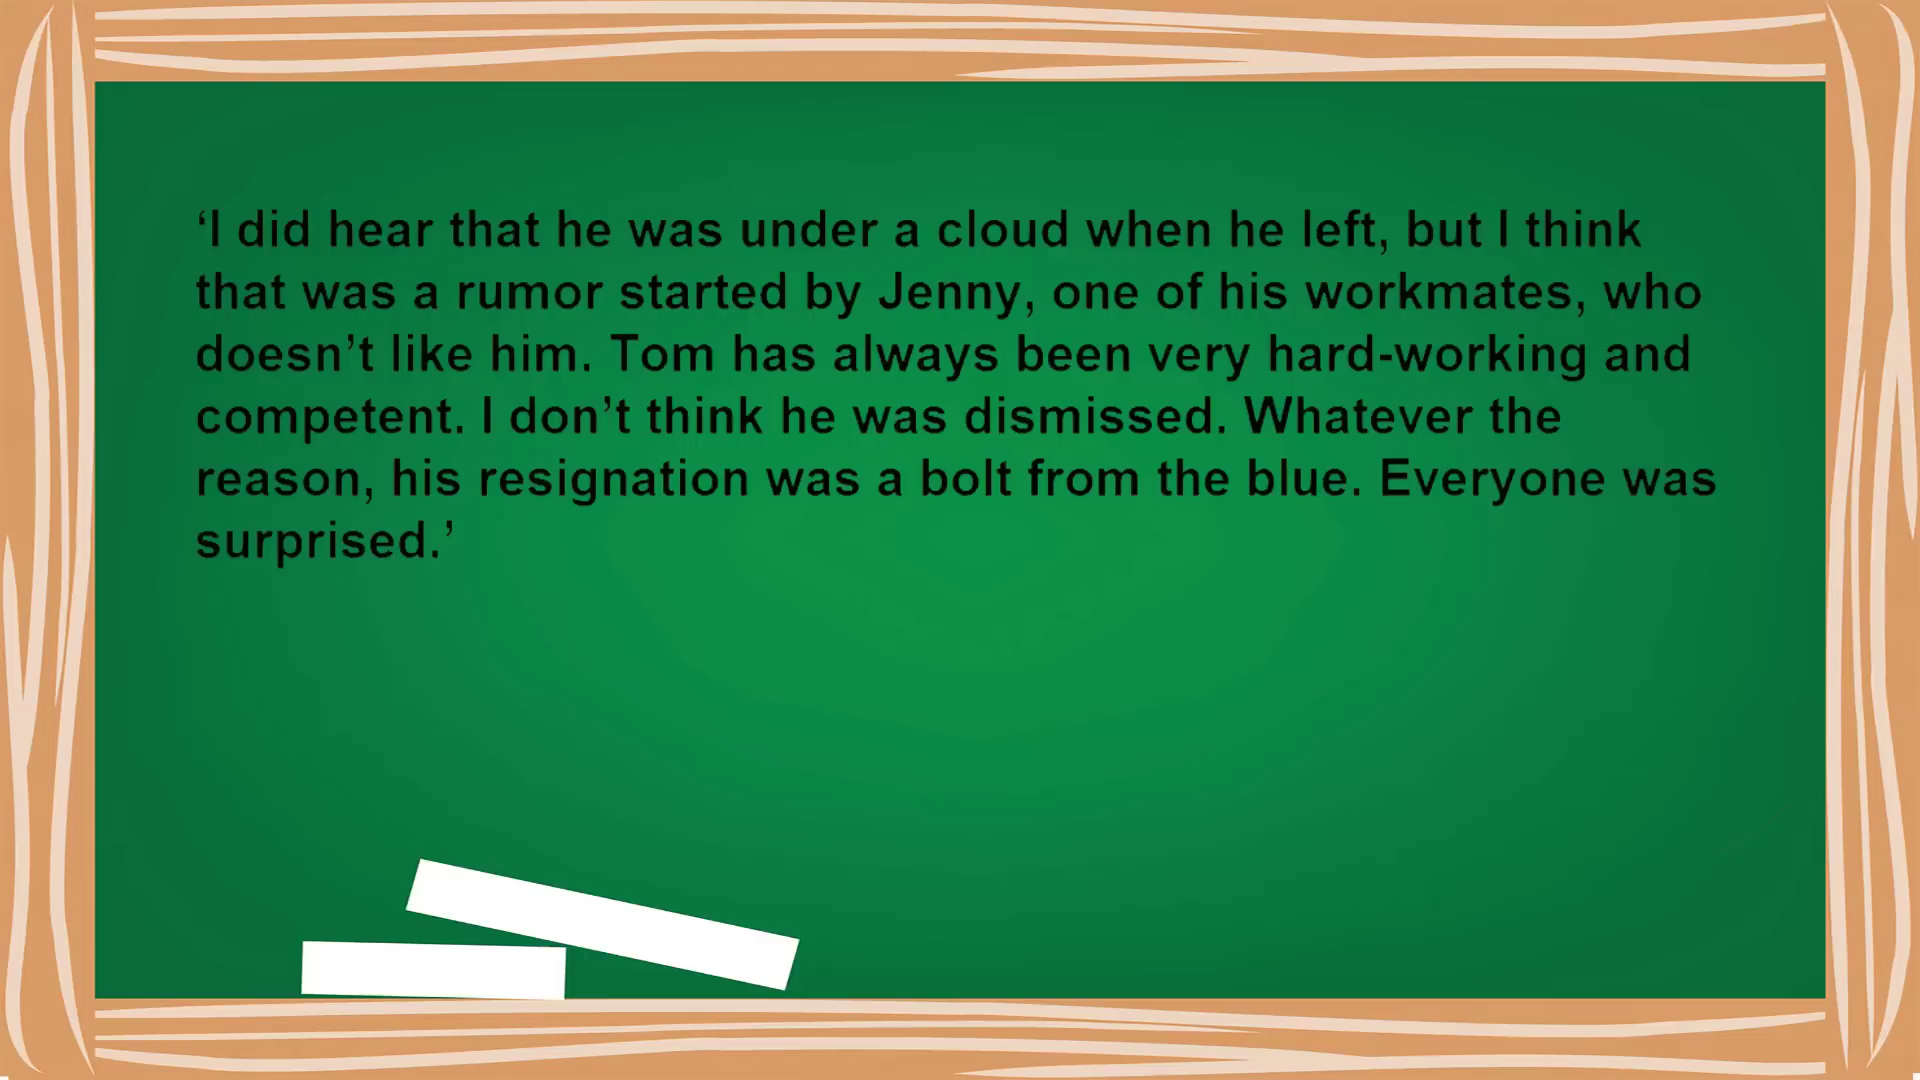 ‘I did hear that he was under a cloud when he left, but I think
that was a rumor started by Jenny, one of his workmates, who
doesn’t like him. Tom has always been very hard-working and
competent. I don’t think he was dismissed. Whatever the
reason, his resignation was a bolt from the blue. Everyone was
surprised.’